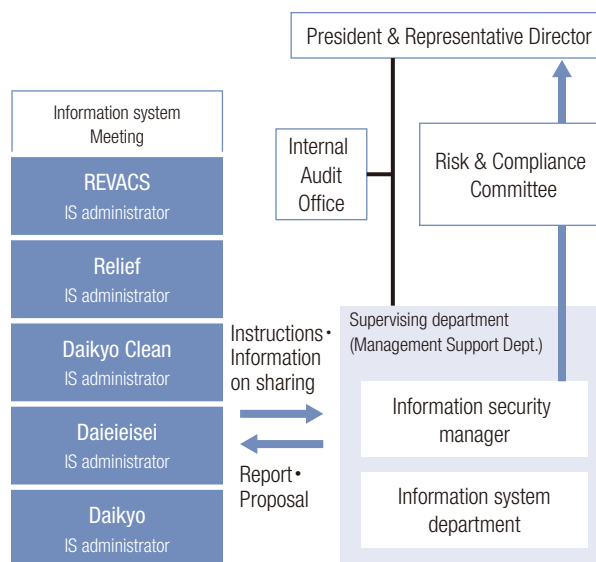 President & Representative Director
Information system
Meeting
REVACS
IS administrator
Relief
IS administrator
Daikyo Clean
IS administrator
Daieieisei
IS administrator
Daikyo
IS administrator
Internal
Audit
Office
Risk & Compliance
Committee
Instructions・
Information
on sharing
Report・
Proposal
Supervising department
(Management Support Dept.)
Information security
manager
Information system
department